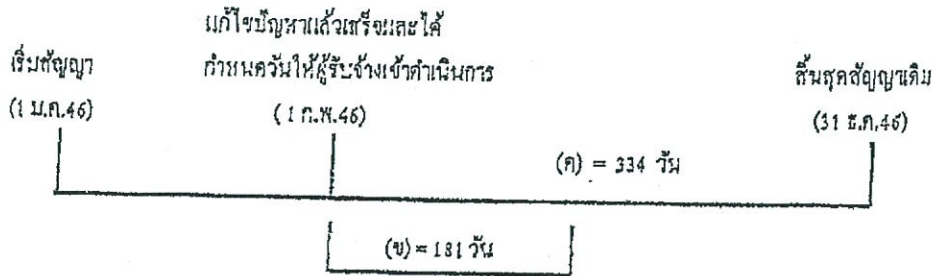 แก้ไขปัญหาแล้วเสร็จและได้
เริ่มสัญญา กำหนดวันให้ผู้รับจ้างเข้าดำเนินการ สิ้นสุดสัญญาเดิม
(1 ม.ค.46) (1 ก.พ.46) (31 ธ.ค.46)
(ค) = 334 วัน
(ข) = 181 วัน